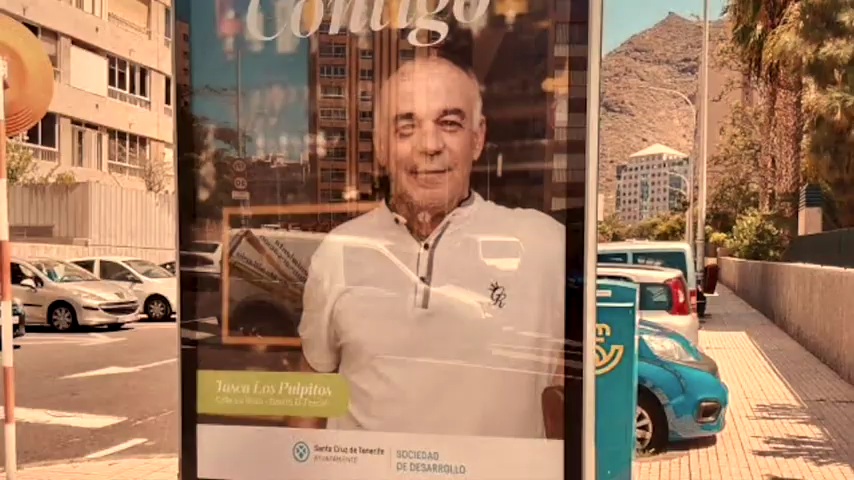 Contigo
Tasca Los Pulpitos
Santa Cruz de Tenerife
AYUNTAMIENTO
SOCIEDAD
DE DESARROLLO